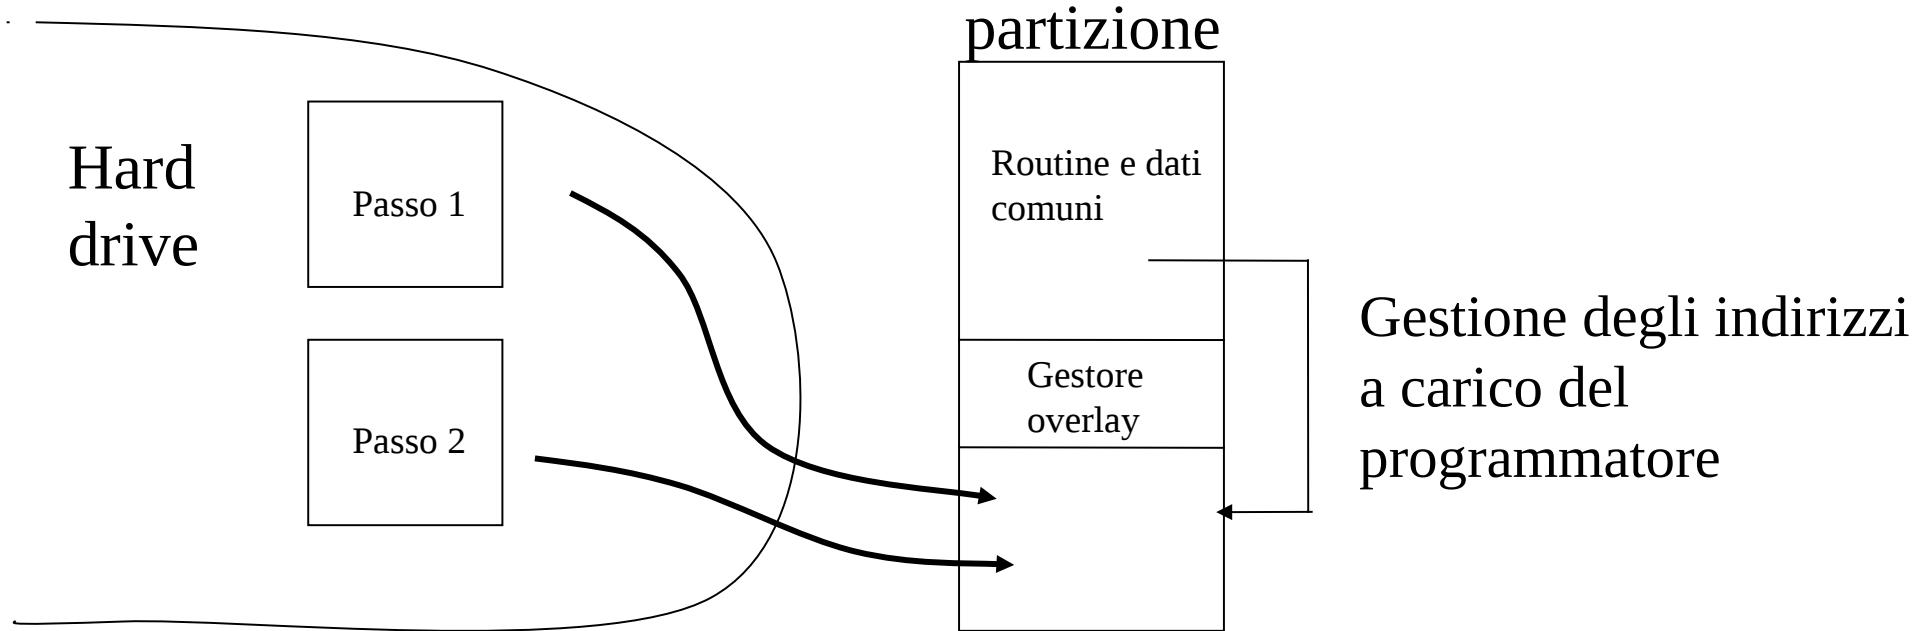 partizione
Hard
drive
Passo 1
Passo 2
Routine e dati
comuni
Gestore
overlay
Gestione degli indirizzi
a carico del
programmatore